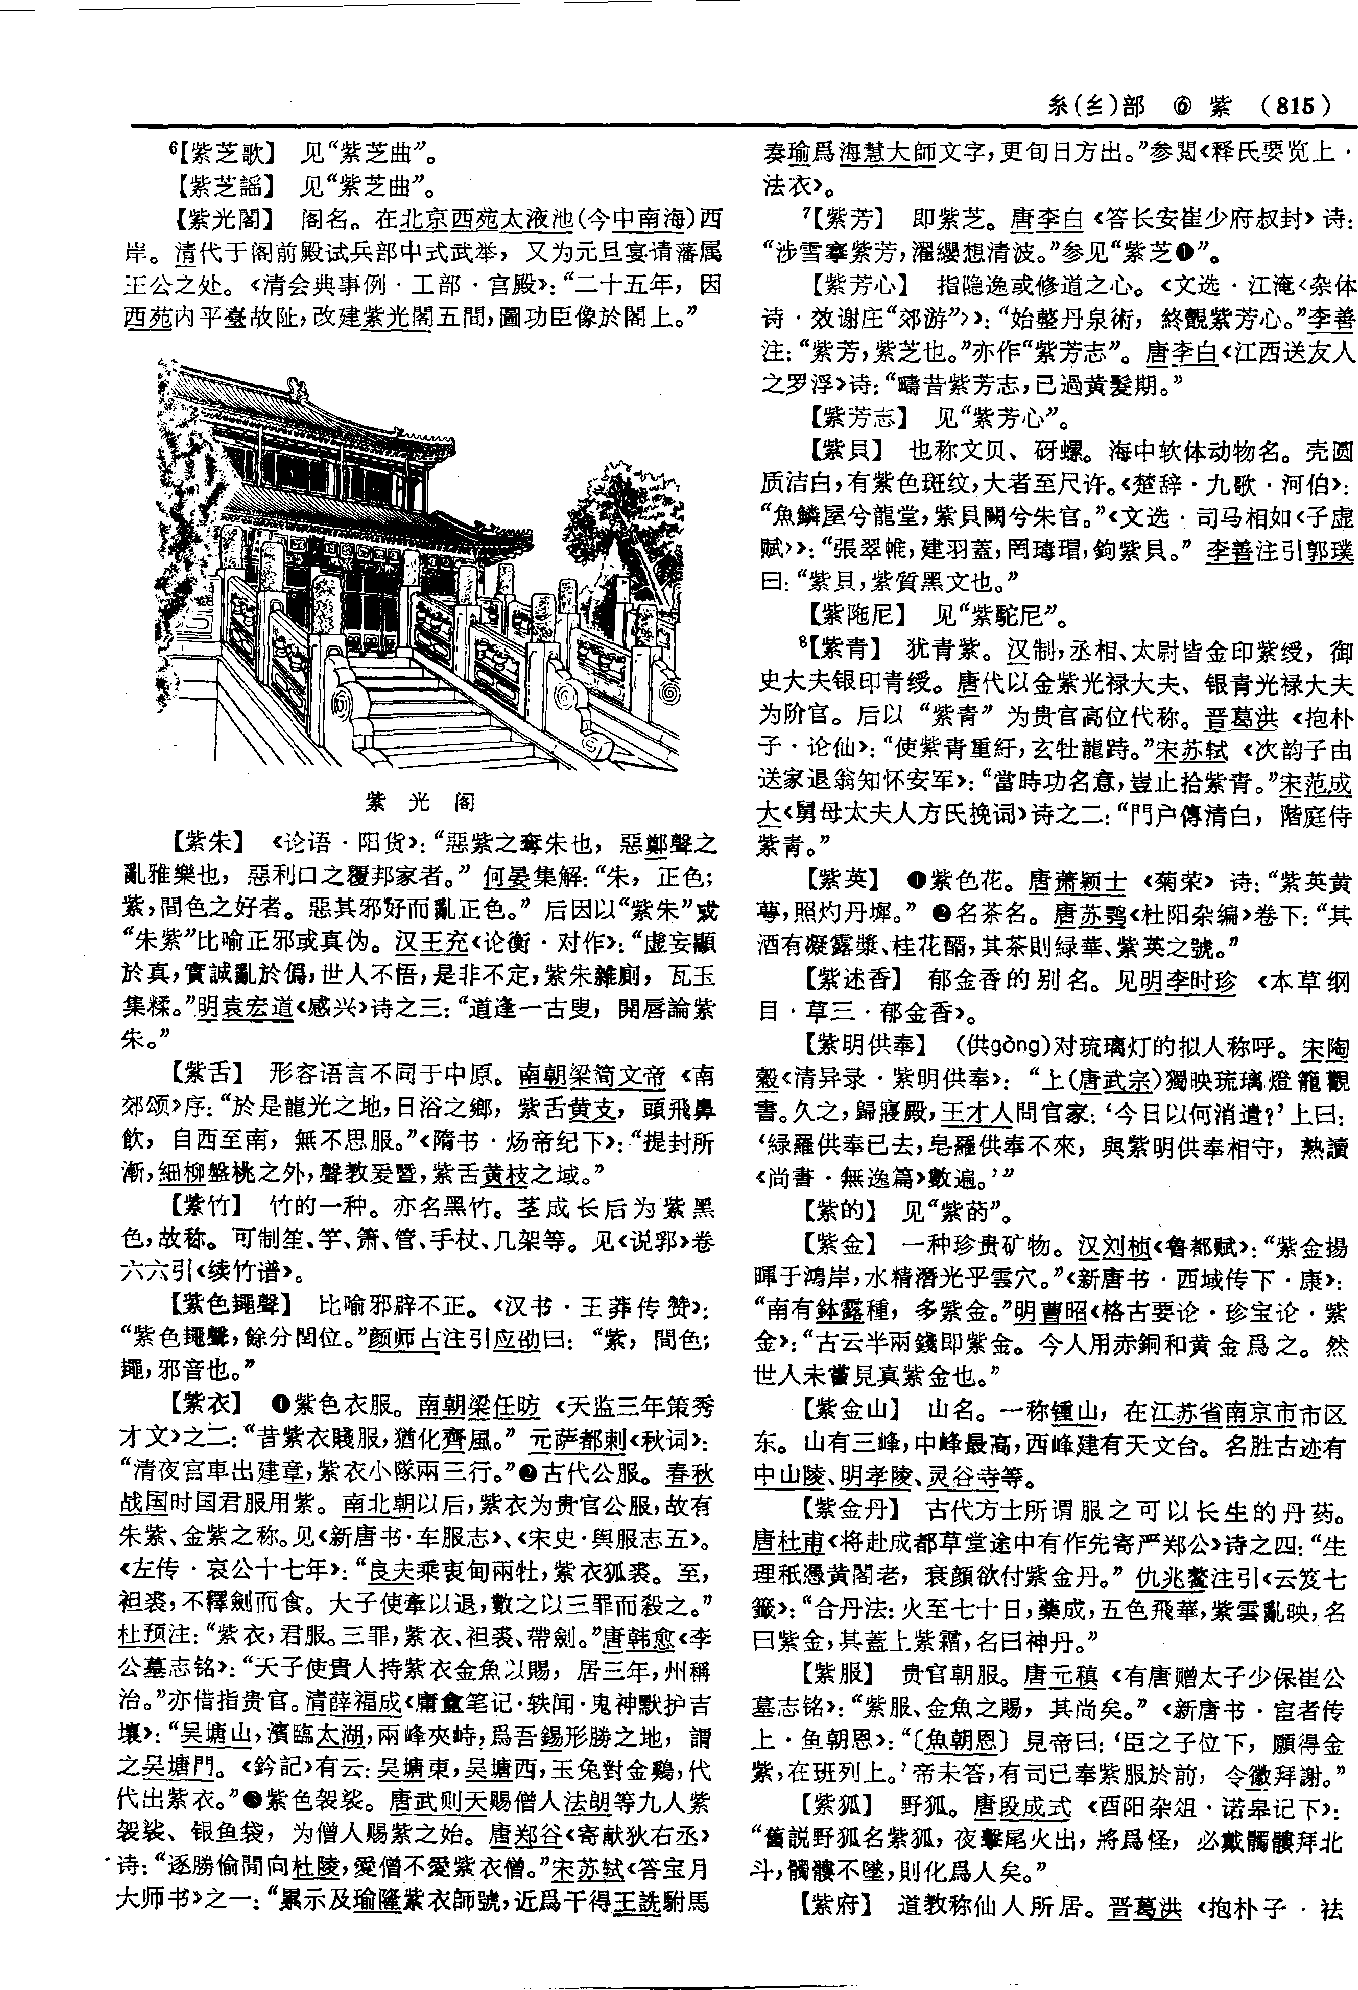 糸(糹)部 ⑥ 紫 (815)
⁶【紫芝歌】 见“紫芝曲”。
【紫芝謡】 见“紫芝曲”。
【紫光閣】 阁名。在北京西苑太液池(今中南海)西
岸。清代于阁前殿试兵部中式武举，又为元旦宴请藩属
王公之处。《清会典事例·工部·宫殿》：“二十五年，因
西苑内平臺故阯，改建紫光閣五間，圖功臣像於閣上。”
紫光阁
【紫朱】 《论语·阳货》：“惡紫之奪朱也，惡鄭聲之
亂雅樂也，惡利口之覆邦家者。”何晏集解：“朱，正色；
紫，間色之好者。惡其邪好而亂正色。”后因以“紫朱”或
“朱紫”比喻正邪或真伪。汉王充《论衡·对作》：“虚妄顯
於真，實誠亂於僞，世人不悟，是非不定，紫朱雜厠，瓦玉
集糅。”明袁宏道《感兴》诗之三：“道逢一古叟，開唇論紫
朱。”
【紫舌】 形容语言不同于中原。南朝梁简文帝《南
郊颂》序：“於是龍光之地，日浴之鄉，紫舌黄支，頭飛鼻
飲，自西至南，無不思服。”《隋书·炀帝纪下》：“提封所
漸，細柳盤桃之外，聲教爰暨，紫舌黄枝之域。”
【紫竹】 竹的一种。亦名黑竹。茎成长后为紫黑
色，故称。可制笙、竽、箫、管、手杖、几架等。见《说郛》卷
六六引《续竹谱》。
【紫色䵷聲】 比喻邪辟不正。《汉书·王莽传赞》：
“紫色䵷聲，餘分閏位。”颜师古注引应劭曰：“紫，間色；
䵷，邪音也。”
【紫衣】 ❶紫色衣服。南朝梁任昉《天监三年策秀
才文》之二：“昔紫衣賤服，猶化齊風。”元萨都剌《秋词》：
“清夜宫車出建章，紫衣小隊兩三行。”❷古代公服。春秋
战国时国君服用紫。南北朝以后，紫衣为贵官公服，故有
朱紫、金紫之称。见《新唐书·车服志》、《宋史·舆服志五》。
《左传·哀公十七年》：“良夫乘衷甸兩牡，紫衣狐裘。至，
袒裘，不釋劍而食。大子使牽以退，數之以三罪而殺之。”
杜预注：“紫衣，君服。三罪，紫衣、袒裘、帶劍。”唐韩愈《李
公墓志铭》：“天子使貴人持紫衣金魚以賜，居三年，州稱
治。”亦借指贵官。清薛福成《庸盦笔记·轶闻·鬼神默护吉
壤》：“吴塘山，濱臨太湖，兩峰夾峙，爲吾錫形勝之地，謂
之吴塘門。《鈐記》有云：吴塘東，吴塘西，玉兔對金鷄，代
代出紫衣。”❸紫色袈裟。唐武则天赐僧人法朗等九人紫
袈裟、银鱼袋，为僧人赐紫之始。唐郑谷《寄献狄右丞》
诗：“逐勝偷閒向杜陵，愛僧不愛紫衣僧。”宋苏轼《答宝月
大师书》之一：“累示及瑜隆紫衣師號，近爲干得王詵駙馬
奏瑜爲海慧大師文字，更旬日方出。”参阅《释氏要览上·
法衣》。
⁷【紫芳】 即紫芝。唐李白《答长安崔少府叔封》诗：
“涉雪搴紫芳，濯纓想清波。”参见“紫芝❶”。
【紫芳心】 指隐逸或修道之心。《文选·江淹〈杂体
诗·效谢庄“郊游”〉》：“始整丹泉術，終覿紫芳心。”李善
注：“紫芳，紫芝也。”亦作“紫芳志”。唐李白《江西送友人
之罗浮》诗：“疇昔紫芳志，已過黄髮期。”
【紫芳志】 见“紫芳心”。
【紫貝】 也称文贝、砑螺。海中软体动物名。壳圆
质洁白，有紫色斑纹，大者至尺许。《楚辞·九歌·河伯》：
“魚鱗屋兮龍堂，紫貝闕兮朱宫。”《文选·司马相如〈子虚
赋〉》：“張翠帷，建羽蓋，罔瑇瑁，鉤紫貝。”李善注引郭璞
曰：“紫貝，紫質黑文也。”
【紫陁尼】 见“紫駝尼”。
⁸【紫青】 犹青紫。汉制，丞相、太尉皆金印紫绶，御
史大夫银印青绶。唐代以金紫光禄大夫、银青光禄大夫
为阶官。后以“紫青”为贵官高位代称。晋葛洪《抱朴
子·论仙》：“使紫青重紆，玄牡龍跱。”宋苏轼《次韵子由
送家退翁知怀安军》：“當時功名意，豈止拾紫青。”宋范成
大《舅母太夫人方氏挽词》诗之二：“門户傳清白，階庭侍
紫青。”
【紫英】 ❶紫色花。唐萧颖士《菊荣》诗：“紫英黄
萼，照灼丹墀。”❷名茶名。唐苏鹗《杜阳杂编》卷下：“其
酒有凝露漿、桂花醑，其茶則緑華、紫英之號。”
【紫述香】 郁金香的别名。见明李时珍《本草纲
目·草三·郁金香》。
【紫明供奉】 (供gòng)对琉璃灯的拟人称呼。宋陶
穀《清异录·紫明供奉》：“上(唐武宗)獨映琉璃燈籠觀
書。久之，歸寢殿，王才人問官家：‘今日以何消遣？’上曰：
‘緑羅供奉已去，皂羅供奉不來，與紫明供奉相守，熟讀
《尚書·無逸篇》數遍。’”
【紫的】 见“紫菂”。
【紫金】 一种珍贵矿物。汉刘桢《鲁都赋》：“紫金揚
暉于鴻岸，水精潛光乎雲穴。”《新唐书·西域传下·康》：
“南有鉢露種，多紫金。”明曹昭《格古要论·珍宝论·紫
金》：“古云半兩錢即紫金。今人用赤銅和黄金爲之。然
世人未嘗見真紫金也。”
【紫金山】 山名。一称锺山，在江苏省南京市市区
东。山有三峰，中峰最高，西峰建有天文台。名胜古迹有
中山陵、明孝陵、灵谷寺等。
【紫金丹】 古代方士所谓服之可以长生的丹药。
唐杜甫《将赴成都草堂途中有作先寄严郑公》诗之四：“生
理秖憑黄閣老，衰顔欲付紫金丹。”仇兆鳌注引《云笈七
籤》：“合丹法：火至七十日，藥成，五色飛華，紫雲亂映，名
曰紫金，其蓋上紫霜，名曰神丹。”
【紫服】 贵官朝服。唐元稹《有唐赠太子少保崔公
墓志铭》：“紫服、金魚之賜，其尚矣。”《新唐书·宦者传
上·鱼朝恩》：“〔魚朝恩〕見帝曰：‘臣之子位下，願得金
紫，在班列上。’帝未答，有司已奉紫服於前，令徽拜謝。”
【紫狐】 野狐。唐段成式《酉阳杂俎·诺皋记下》：
“舊説野狐名紫狐，夜擊尾火出，將爲怪，必戴髑髏拜北
斗，髑髏不墜，則化爲人矣。”
【紫府】 道教称仙人所居。晋葛洪《抱朴子·祛